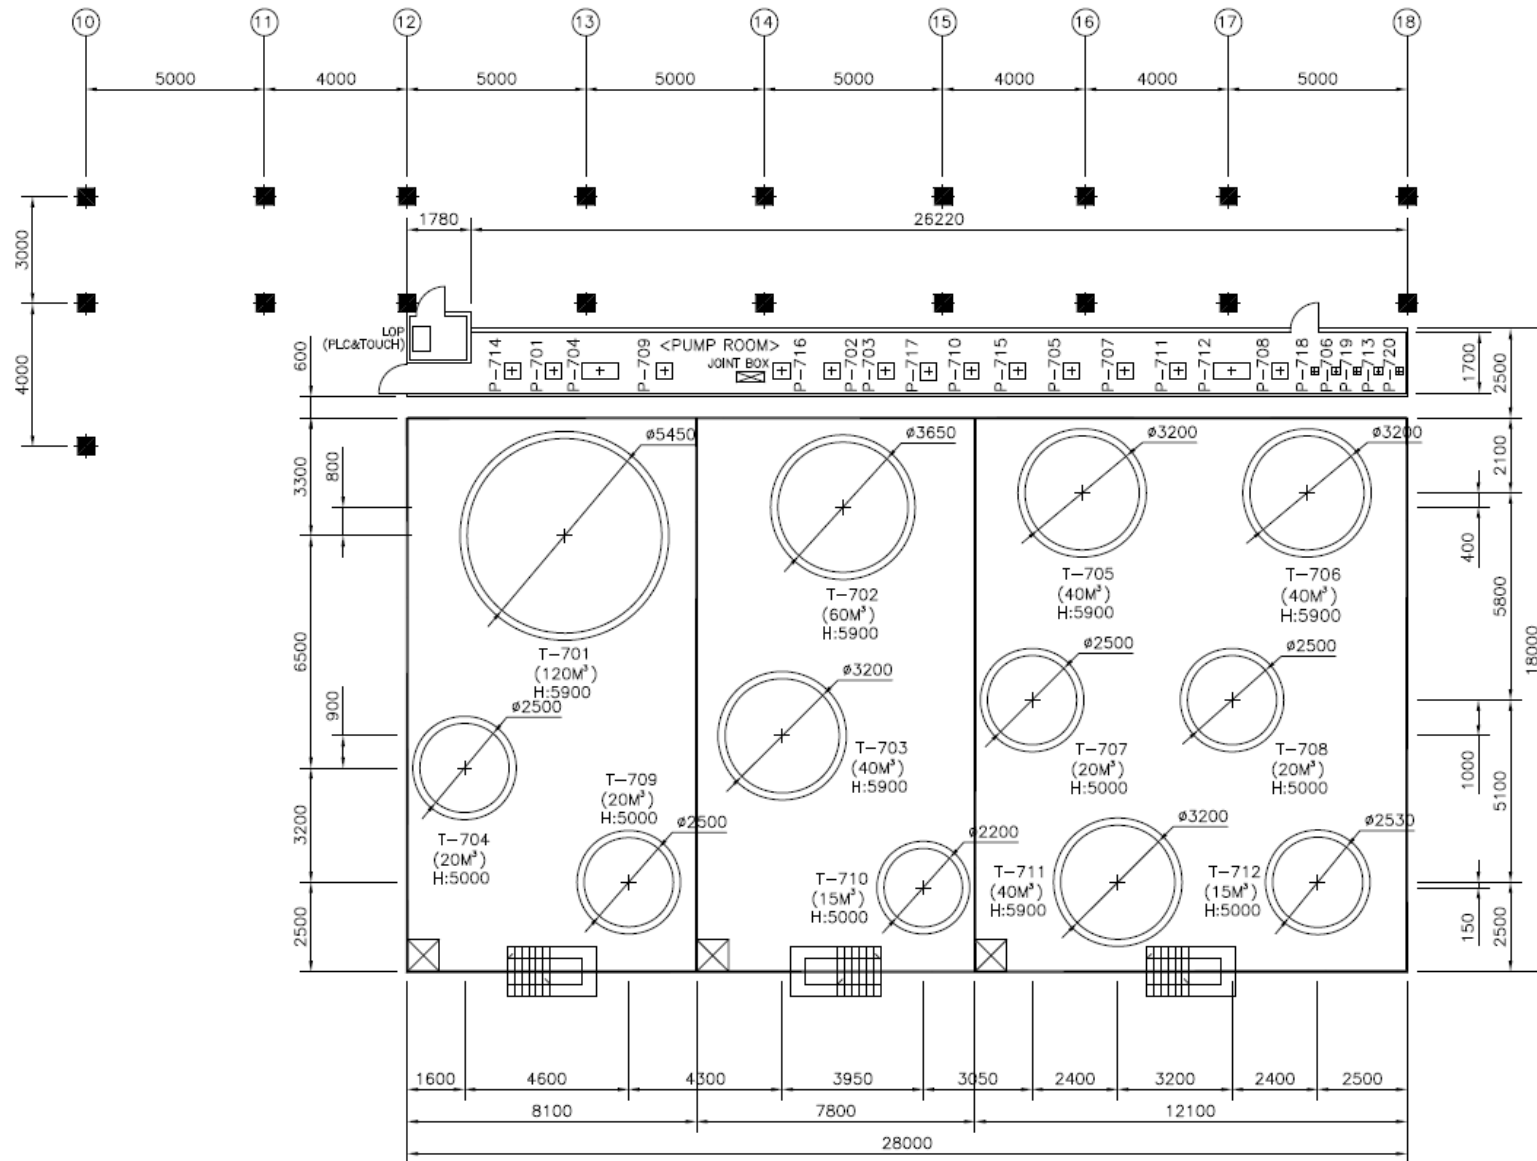 10 11 12 13 14 15 16 17 18
5000 4000 5000 5000 5000 4000 4000 5000
1780 26220
3000
4000
600
LOP
(PLC&TOUCH)
<PUMP ROOM>
JOINT BOX
P-714 P-701 P-704 P-709 P-716 P-702 P-703 P-717 P-710 P-715 P-705 P-707 P-711 P-712 P-708 P-718 P-706 P-719 P-713 P-720
1700
2500
3300
800
6500
900
3200
2500
2100
400
5800
18000
1000
5100
150
2500
ø5450
T-701
(120M³)
H:5900
ø3650
T-702
(60M³)
H:5900
ø3200
T-705
(40M³)
H:5900
ø3200
T-706
(40M³)
H:5900
ø2500
T-704
(20M³)
H:5000
ø3200
T-703
(40M³)
H:5900
ø2500
T-707
(20M³)
H:5000
ø2500
T-708
(20M³)
H:5000
T-709
(20M³)
H:5000
ø2500
T-710
(15M³)
H:5000
ø2200
T-711
(40M³)
H:5900
ø3200
T-712
(15M³)
H:5000
ø2530
1600 4600 4300 3950 3050 2400 3200 2400 2500
8100 7800 12100
28000